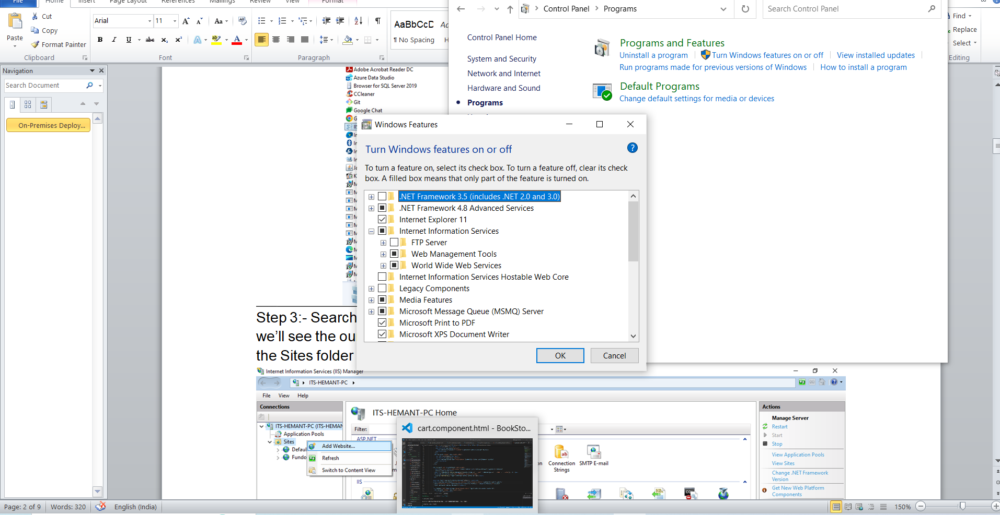 File Home Insert Page Layout References Mailings Review View Format
Paste
Cut
Copy
Format Painter
Clipboard
Arial 11
Font
Paragraph
AaBbCcD
¶ No Spacing
Find
Replace
Select
Editing
Navigation
Search Document
On-Premises Deploy...
Adobe Acrobat Reader DC
Azure Data Studio
Browser for SQL Server 2019
CCleaner
Git
Google Chat
Control Panel Programs
Search Control Panel
Control Panel Home
System and Security
Network and Internet
Hardware and Sound
Programs
Programs and Features
Uninstall a program
Turn Windows features on or off
View installed updates
Run programs made for previous versions of Windows
How to install a program
Default Programs
Change default settings for media or devices
Windows Features
Turn Windows features on or off
To turn a feature on, select its check box. To turn a feature off, clear its check
box. A filled box means that only part of the feature is turned on.
.NET Framework 3.5 (includes .NET 2.0 and 3.0)
.NET Framework 4.8 Advanced Services
Internet Explorer 11
Internet Information Services
FTP Server
Web Management Tools
World Wide Web Services
Internet Information Services Hostable Web Core
Legacy Components
Media Features
Microsoft Message Queue (MSMQ) Server
Microsoft Print to PDF
Microsoft XPS Document Writer
OK Cancel
Step 3:- Search
we’ll see the ou
the Sites folder
Internet Information Services (IIS) Manager
ITS-HEMANT-PC
File View Help
Connections
ITS-HEMANT-PC (ITS-HEMAN
Application Pools
Sites
Defau
Fundo
Add Website...
Refresh
Switch to Content View
ITS-HEMANT-PC Home
Filter:
ASP.NET
Connection
Strings
SMTP E-mail
IIS
cart.component.html - BookSto...
Actions
Manage Server
Restart
Start
Stop
View Application Pools
View Sites
Change .NET Framework
Version
Get New Web Platform
Components
Page: 2 of 9 Words: 320 English (India)
150%